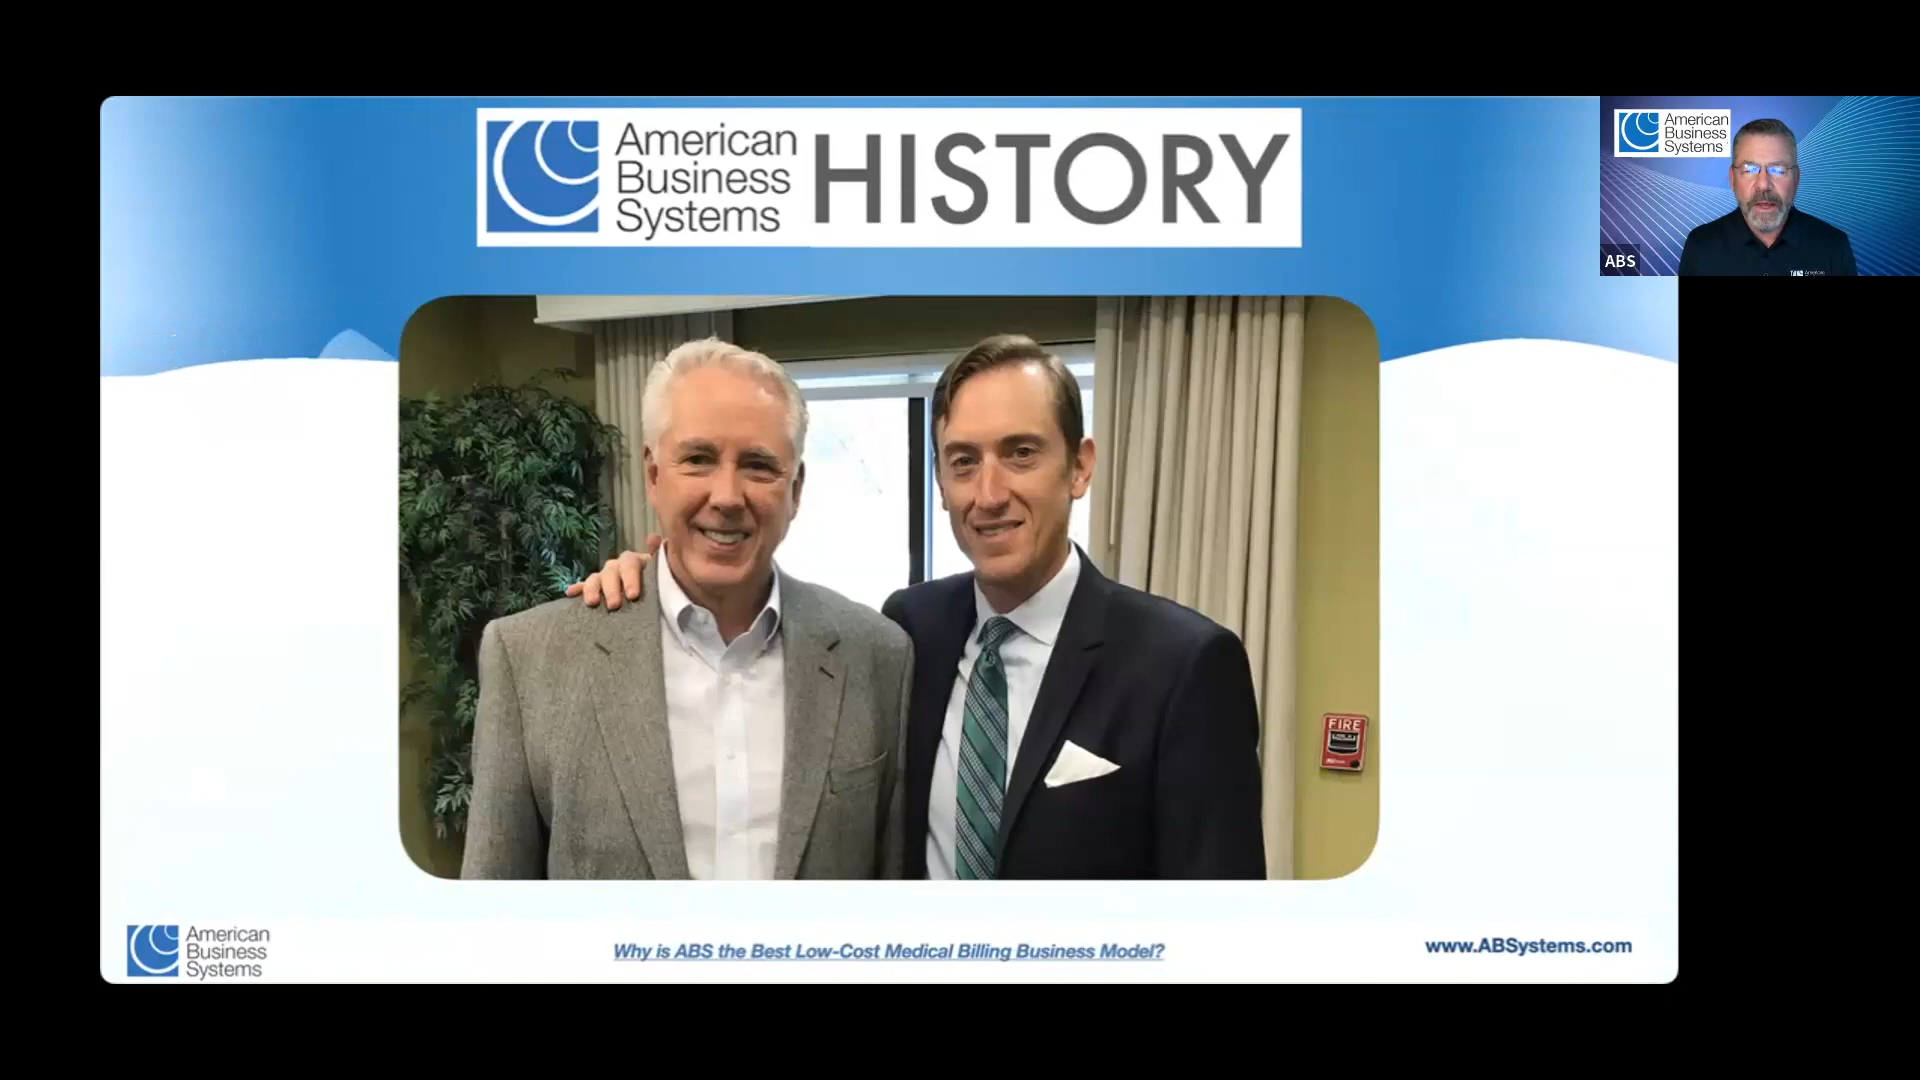 American
Business
Systems
HISTORY
American
Business
Systems
ABS
FIRE
American
Business
Systems
Why is ABS the Best Low-Cost Medical Billing Business Model?
www.ABSystems.com